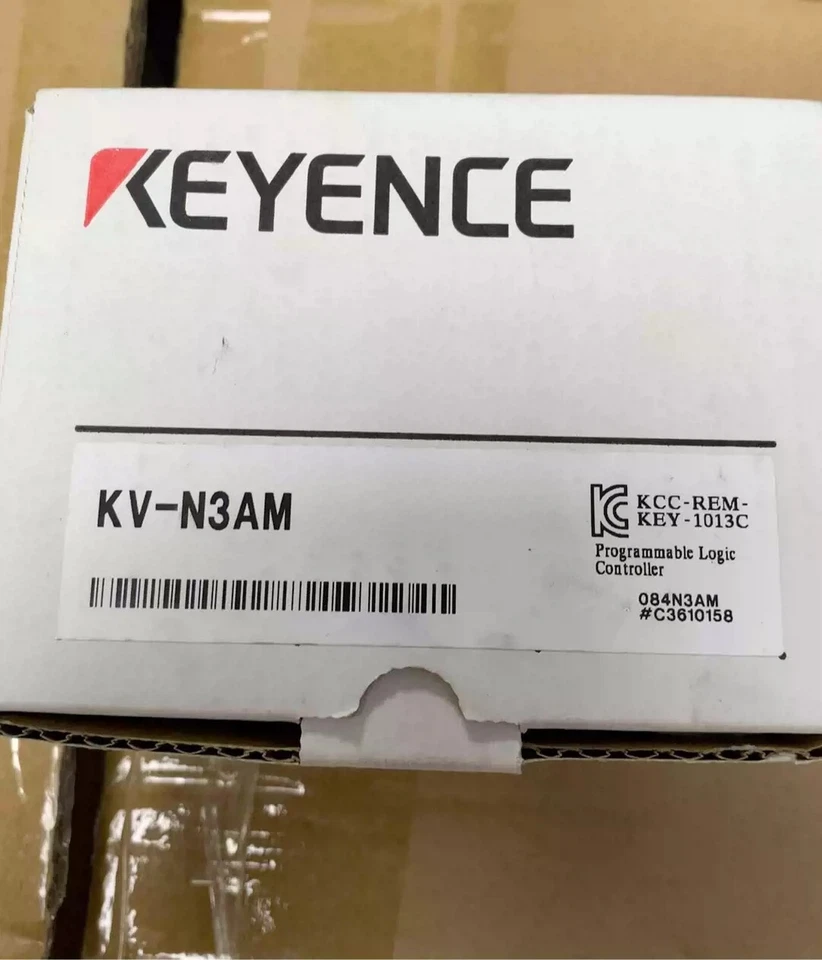 KEYENCE
KV-N3AM
KCC-REM-
KEY-1013C
Programmable Logic
Controller
084N3AM
#C3610158